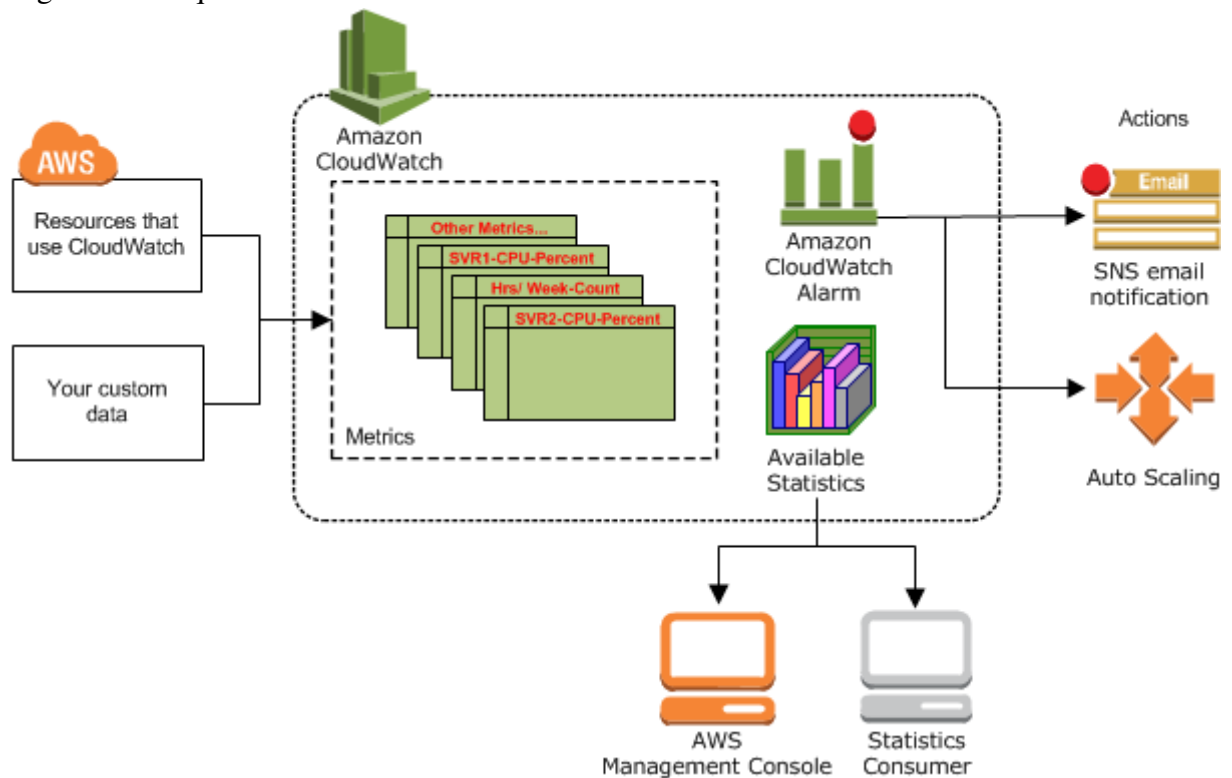 Amazon
CloudWatch
AWS
Resources that
use CloudWatch
Your custom
data
Other Metrics...
SVR1-CPU-Percent
Hrs/ Week-Count
SVR2-CPU-Percent
Metrics
Amazon
CloudWatch
Alarm
Available
Statistics
Actions
Email
SNS email
notification
Auto Scaling
AWS
Management Console
Statistics
Consumer